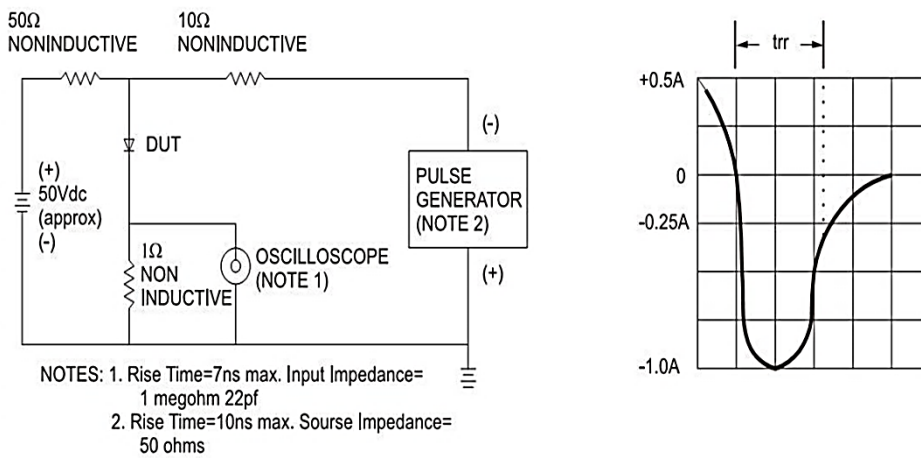 50Ω
NONINDUCTIVE
10Ω
NONINDUCTIVE
DUT
(+)
50Vdc
(approx)
(-)
1Ω
NON
INDUCTIVE
OSCILLOSCOPE
(NOTE 1)
(-)
PULSE
GENERATOR
(NOTE 2)
(+)
NOTES: 1. Rise Time=7ns max. Input Impedance=
1 megohm 22pf
2. Rise Time=10ns max. Sourse Impedance=
50 ohms
trr
+0.5A
0
-0.25A
-1.0A